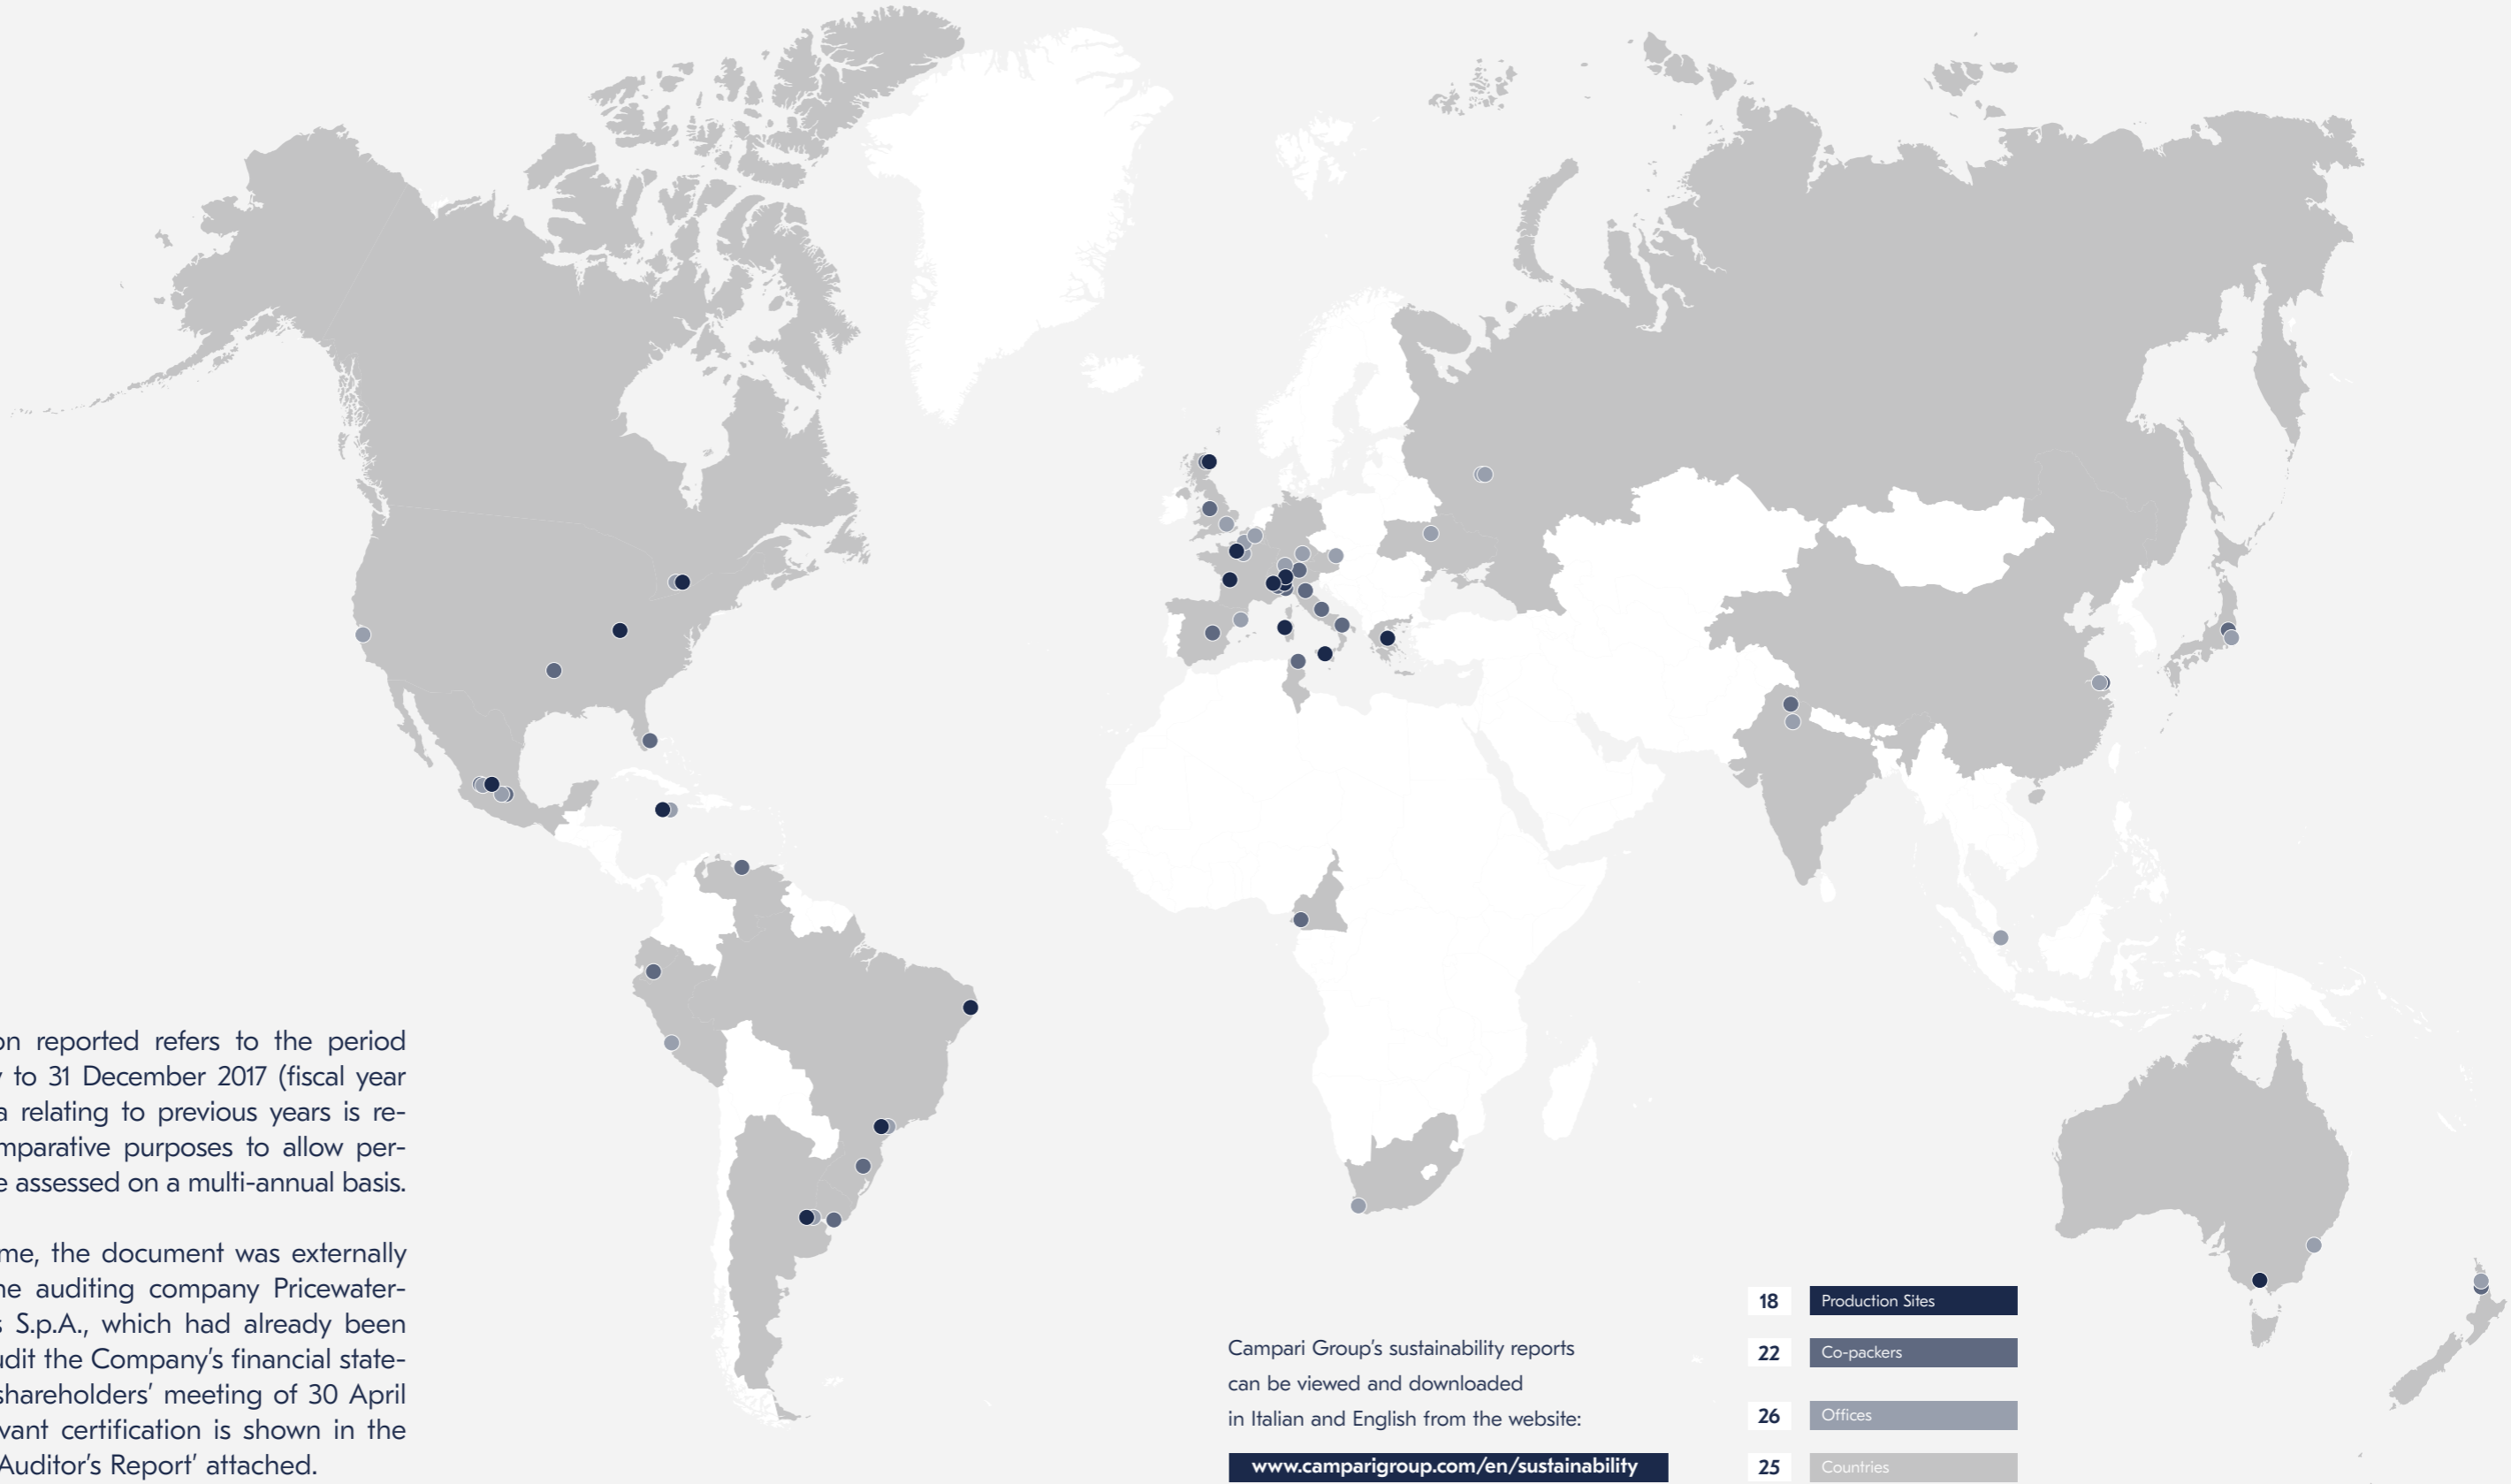 on reported refers to the period
to 31 December 2017 (fiscal year
a relating to previous years is re-
mparative purposes to allow per-
e assessed on a multi-annual basis.
me, the document was externally
he auditing company Pricewater-
s S.p.A., which had already been
udit the Company's financial state-
shareholders' meeting of 30 April
vant certification is shown in the
Auditor's Report' attached.
Campari Group's sustainability reports
can be viewed and downloaded
in Italian and English from the website:
www.camparigroup.com/en/sustainability
18 Production Sites
22 Co-packers
26 Offices
25 Countries